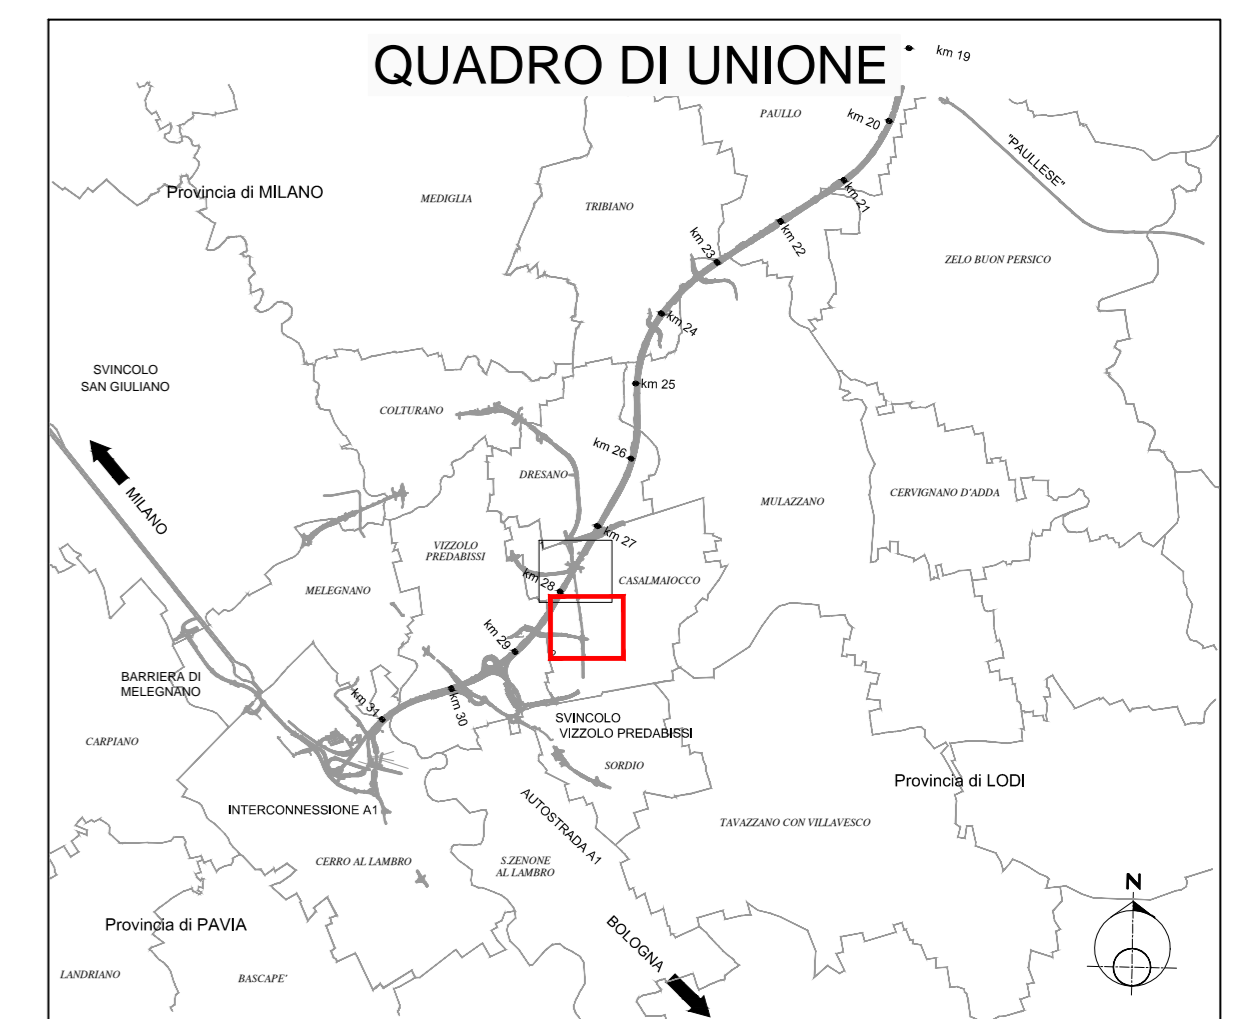 QUADRO DI UNIONE
km 19
PAULLO
km 20
"PAULLESE"
Provincia di MILANO
MEDIGLIA
TRIBIANO
km 21
km 22
km 23
ZELO BUON PERSICO
km 24
SVINCOLO
SAN GIULIANO
km 25
COLTURANO
km 26
DRESANO
MULAZZANO
CERVIGNANO D'ADDA
MILANO
km 27
VIZZOLO
PREDABISSI
km 28
CASALMAIOCCO
MELEGNANO
km 29
BARRIERA DI
MELEGNANO
km 31
km 30
SVINCOLO
VIZZOLO PREDABISSI
CARPIANO
SORDIO
Provincia di LODI
INTERCONNESSIONE A1
AUTOSTRADA A1
TAVAZZANO CON VILLAVESCO
CERRO AL LAMBRO
S.ZENONE
AL LAMBRO
N
Provincia di PAVIA
BOLOGNA
LANDRIANO
BASCAPE'